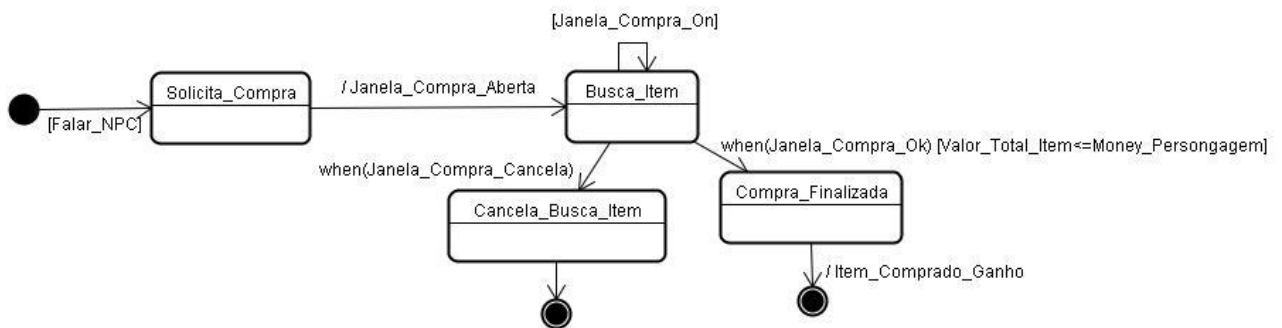 [Janela_Compra_On]
Solicita_Compra
/ Janela_Compra_Aberta
Busca_Item
[Falar_NPC]
when(Janela_Compra_Ok) [Valor_Total_Item<=Money_Persongagem]
when(Janela_Compra_Cancela)
Compra_Finalizada
Cancela_Busca_Item
/ Item_Comprado_Ganho